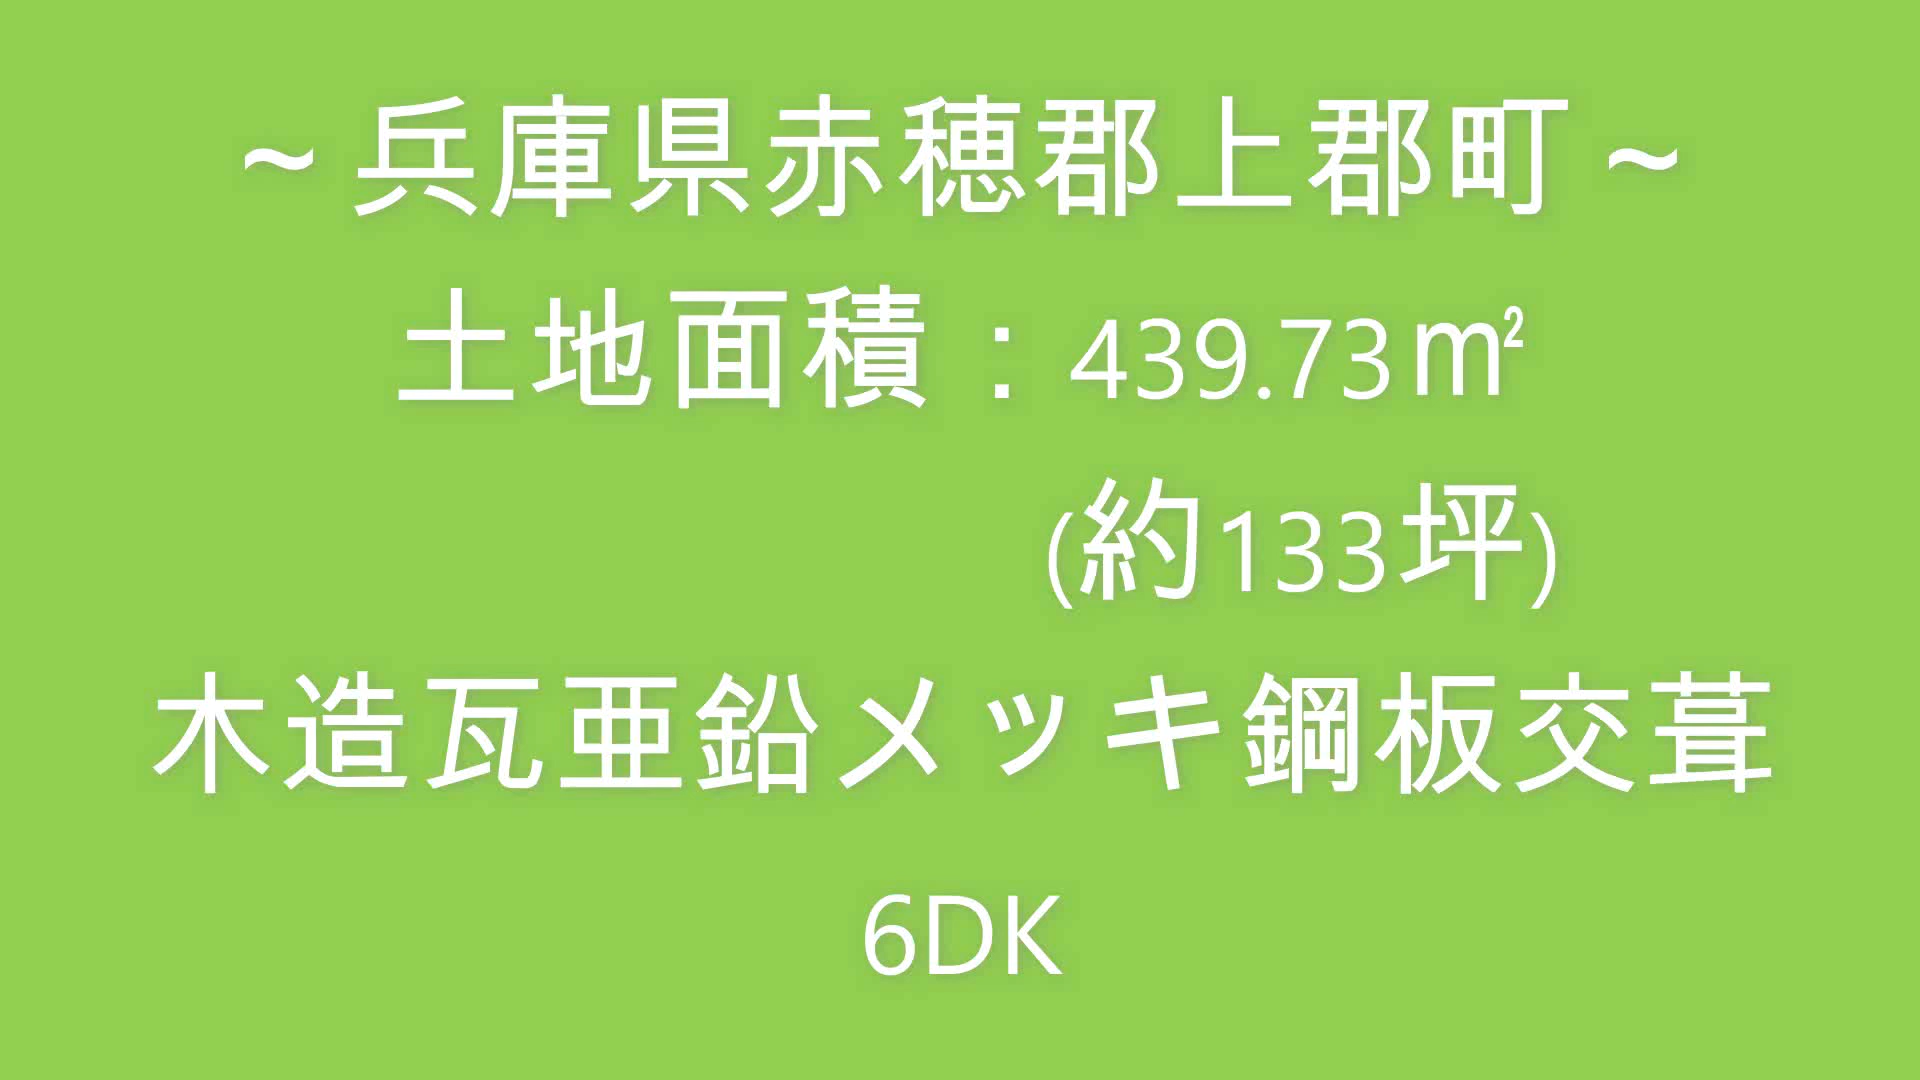 ~兵庫県赤穂郡上郡町~
土地面積：439.73㎡
(約133坪)
木造瓦亜鉛メッキ鋼板交葺
6DK